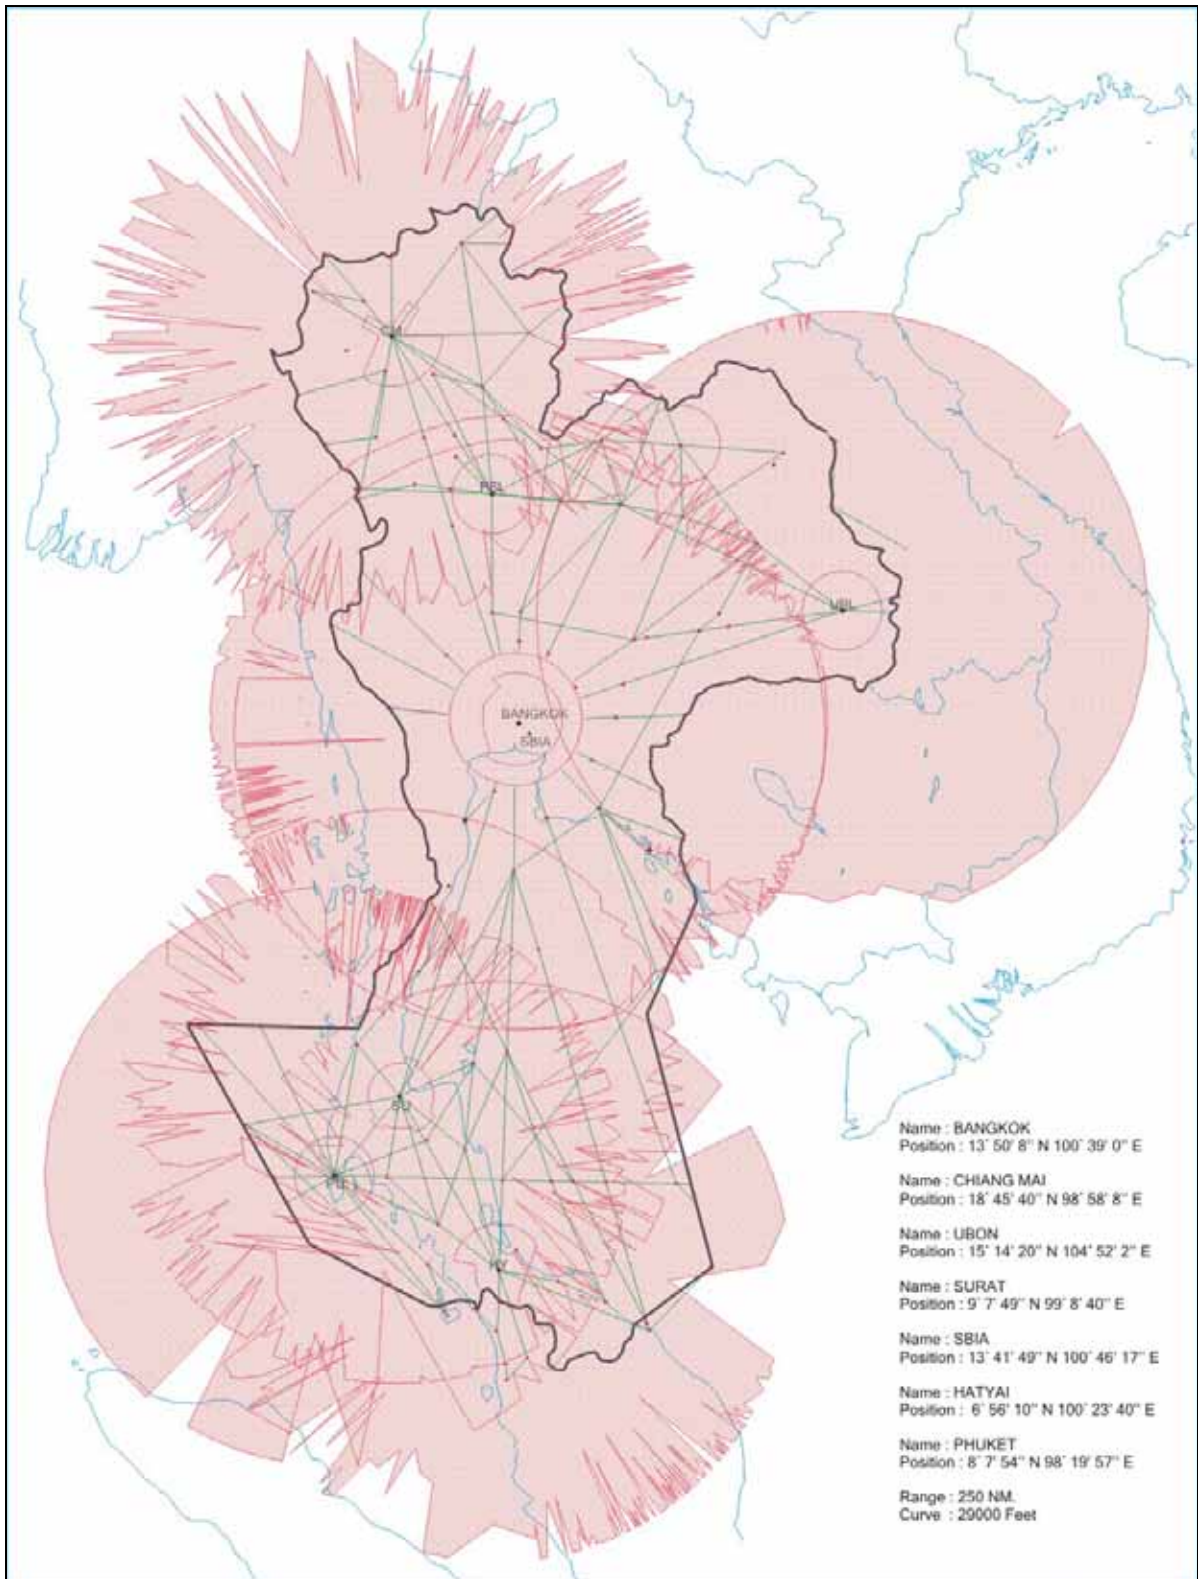 CM
PSL
UBL
BANGKOK
SBIA
Name : BANGKOK
Position : 13° 50' 8" N 100° 39' 0" E
Name : CHIANG MAI
Position : 18° 45' 40" N 98° 58' 8" E
Name : UBON
Position : 15° 14' 20" N 104° 52' 2" E
Name : SURAT
Position : 9° 7' 49" N 99° 8' 40" E
Name : SBIA
Position : 13° 41' 49" N 100° 46' 17" E
Name : HATYAI
Position : 6° 56' 10" N 100° 23' 40" E
Name : PHUKET
Position : 8° 7' 54" N 98° 19' 57" E
Range : 250 NM.
Curve : 29000 Feet